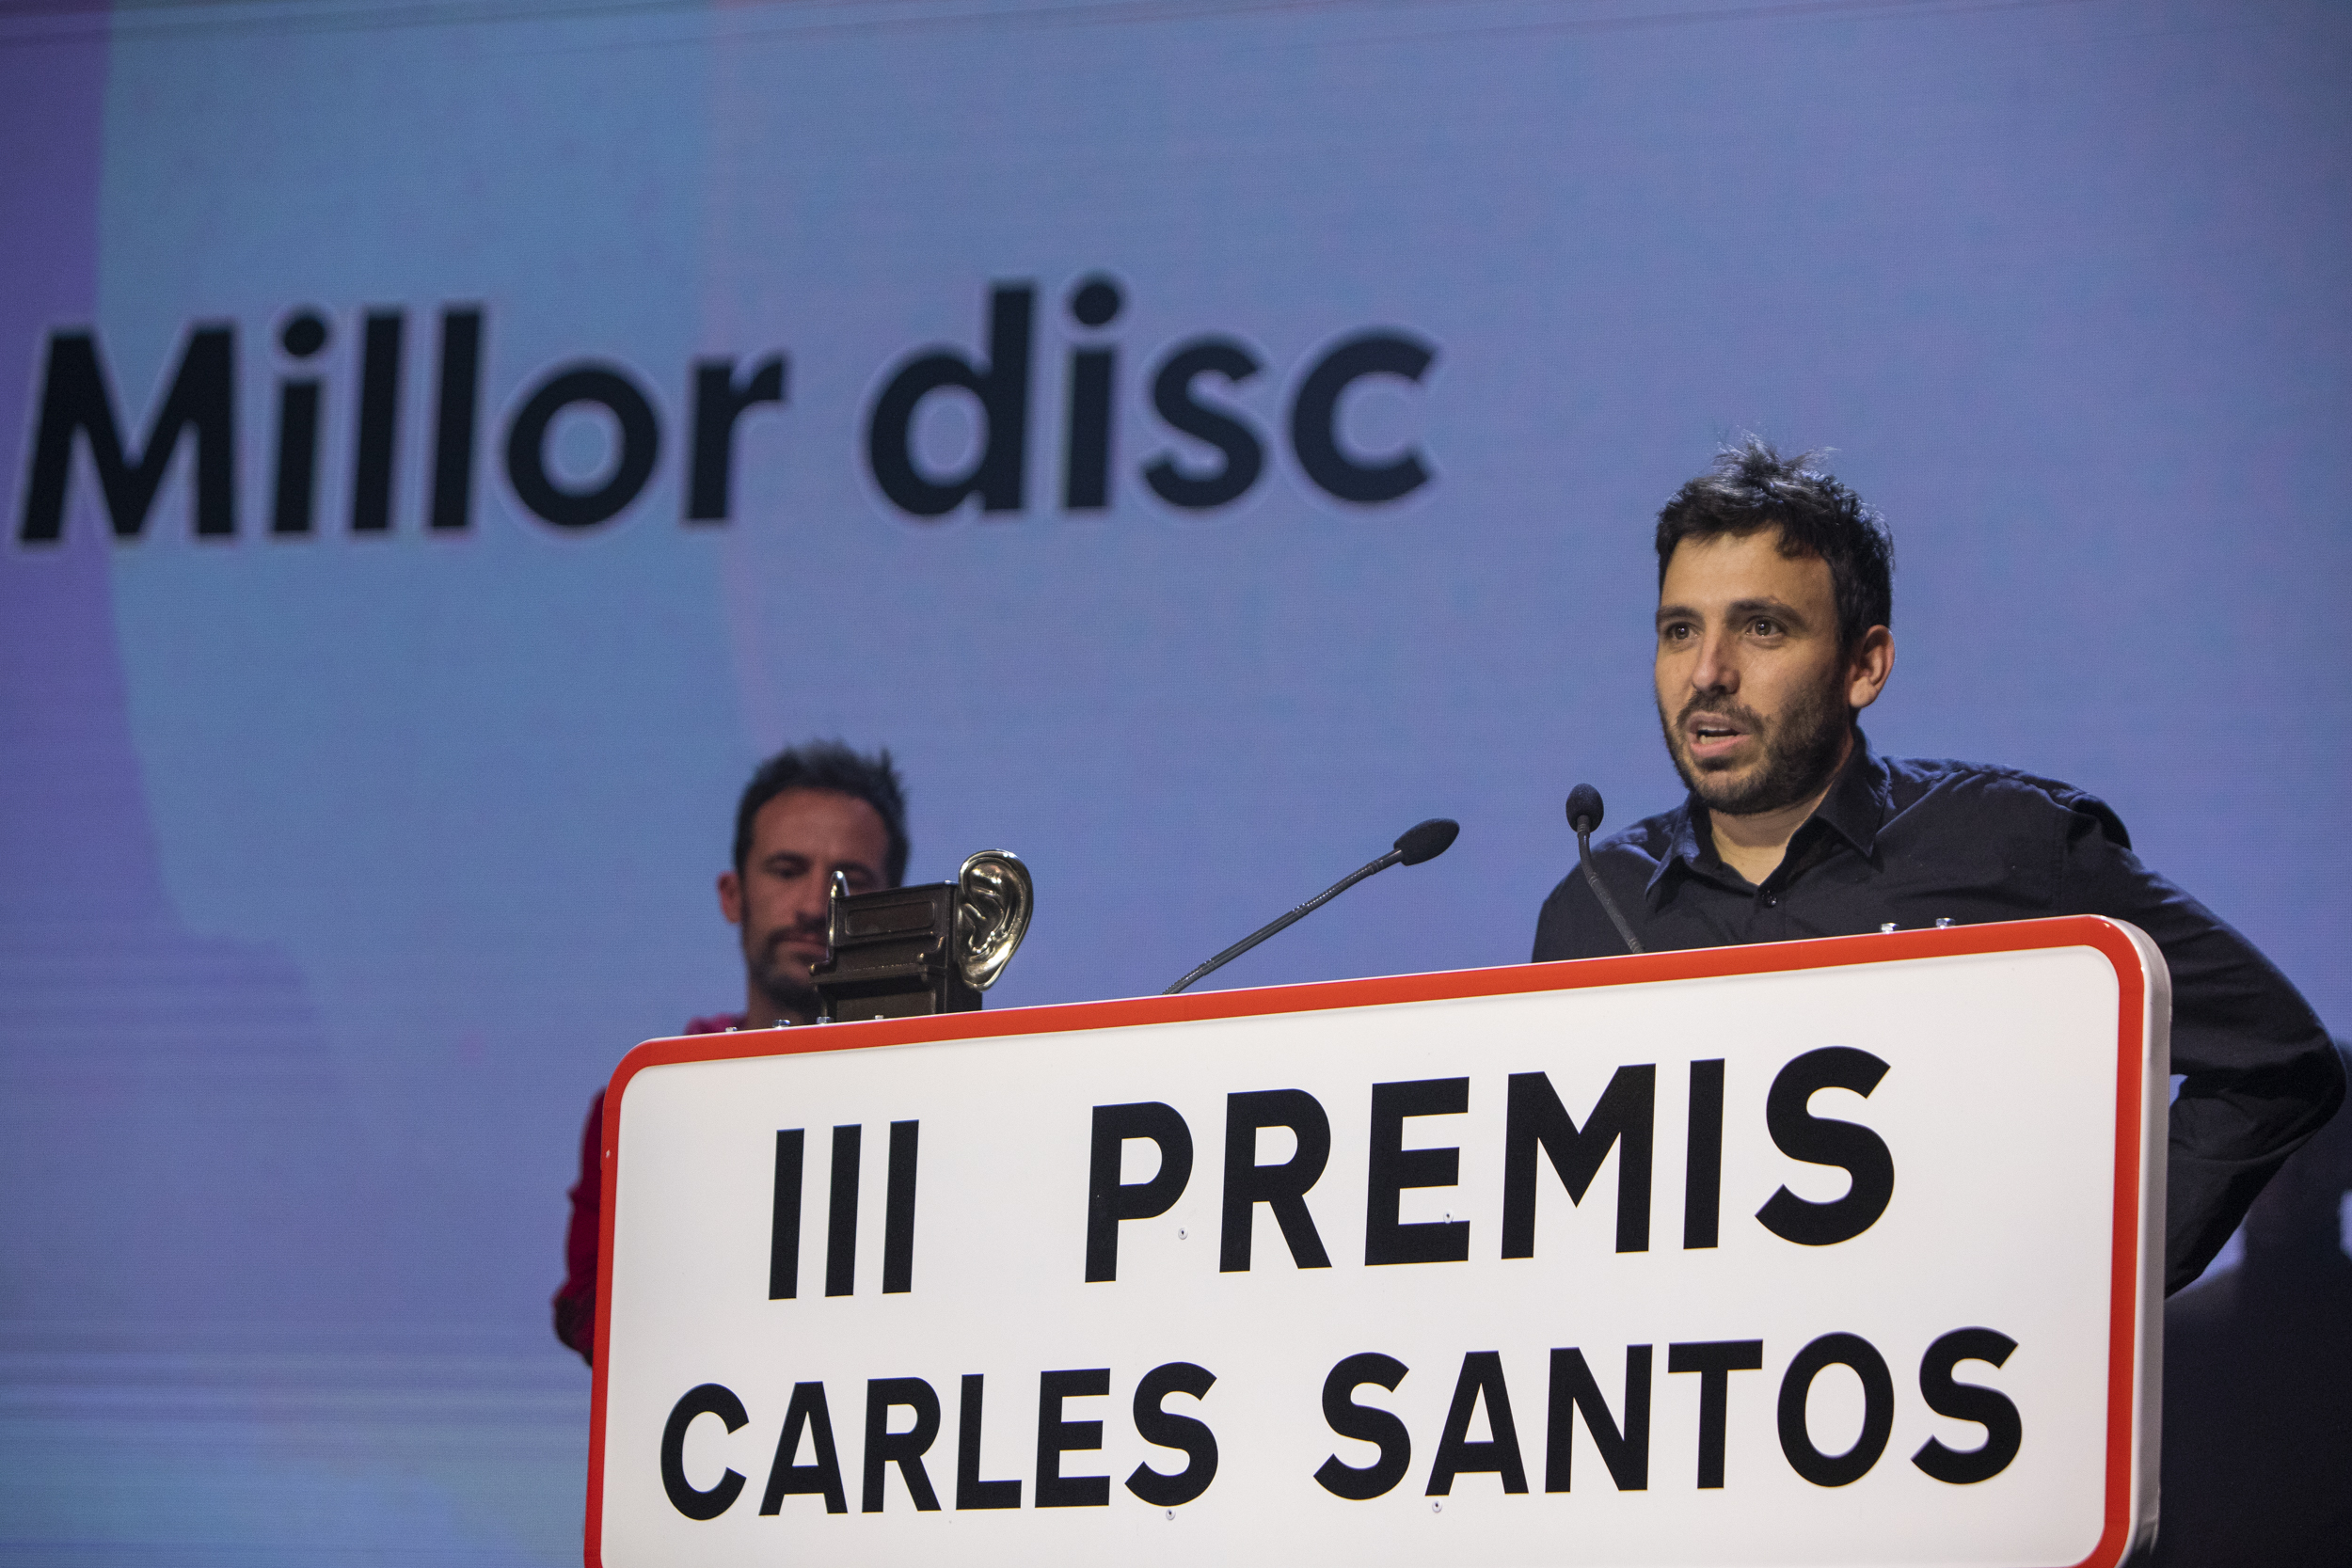 Millor disc
III PREMIS
CARLES SANTOS